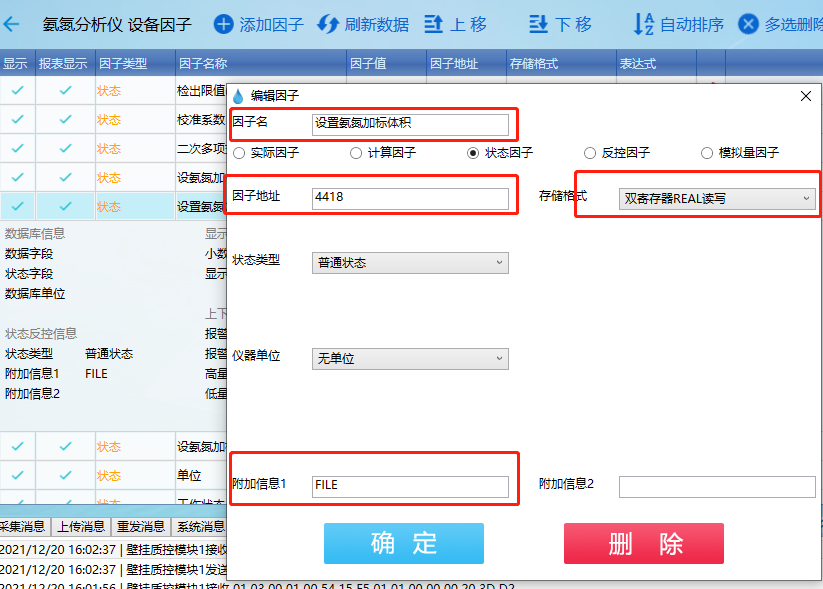 氨氮分析仪 设备因子 添加因子 刷新数据 上 移 下 移 自动排序 多选删除
显示 报表显示 因子类型 因子名称 因子值 因子地址 存储格式 表达式
状态 检出限值
状态 校准系数
状态 二次多项
状态 设氨氮加
状态 设置氨氮
数据库信息 显示
数据字段 小数
状态字段 显示
数据库单位
上下
状态反控信息 报警
状态类型 普通状态 报警
附加信息1 FILE 高量
附加信息2 低量
状态 设氨氮加
状态 单位
状态 工作状态
采集消息 上传消息 重发消息 系统消息
2021/12/20 16:02:37 | 壁挂质控模块1接收
2021/12/20 16:02:37 | 壁挂质控模块1发送
2021/12/20 16:01:56 | 壁挂质控模块1接收 01 03 00 01 00 54 15 F5 01 01 00 00 00 20 3D D2
编辑因子
因子名 设置氨氮加标体积
实际因子 计算因子 状态因子 反控因子 模拟量因子
因子地址 4418 存储格式 双寄存器REAL读写
状态类型 普通状态
仪器单位 无单位
附加信息1 FILE 附加信息2
确 定 删 除